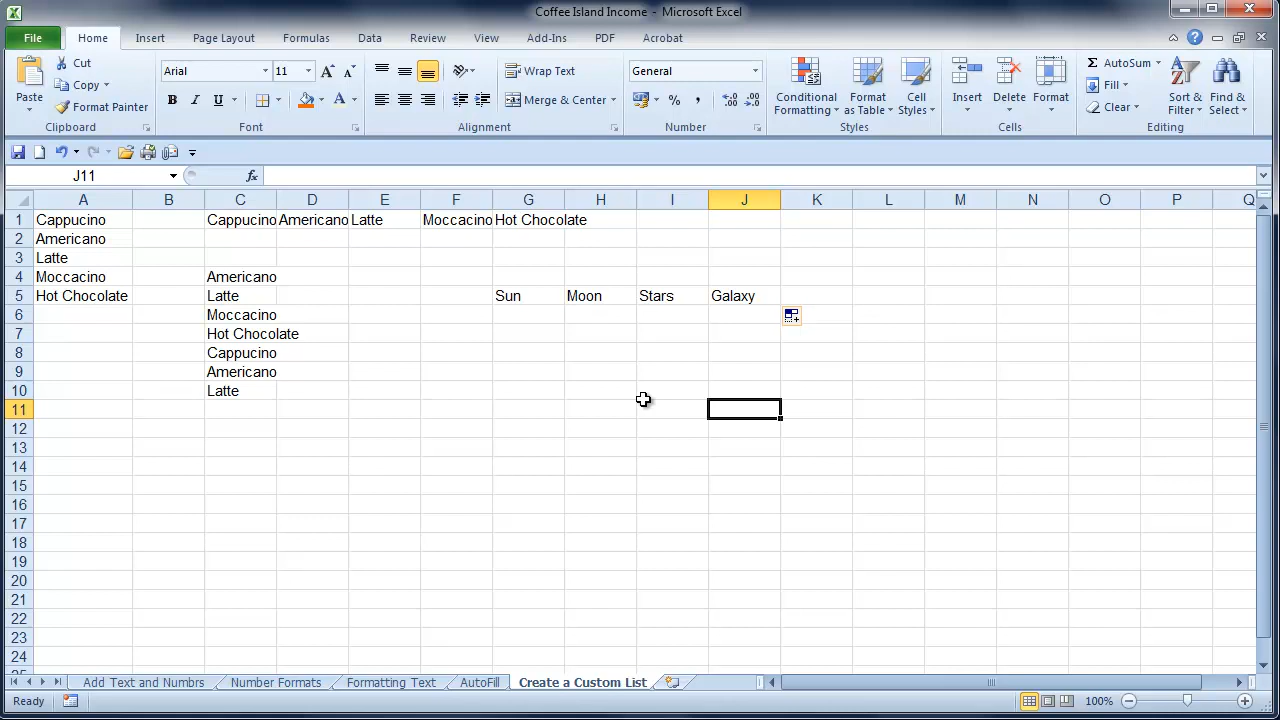 Coffee Island Income - Microsoft Excel
File Home Insert Page Layout Formulas Data Review View Add-Ins PDF Acrobat
Paste Cut Copy Format Painter
Clipboard
Arial 11
B I U A
Font
Wrap Text
Merge & Center
Alignment
General
% ,
Number
Conditional Formatting Format as Table Cell Styles
Styles
Insert Delete Format
Cells
Σ AutoSum
Fill
Clear
Sort & Filter Find & Select
Editing
J11 fx
A B C D E F G H I J K L M N O P Q
1 Cappucino Cappucino Americano Latte Moccacino Hot Chocolate
2 Americano
3 Latte
4 Moccacino Americano
5 Hot Chocolate Latte Sun Moon Stars Galaxy
6 Moccacino
7 Hot Chocolate
8 Cappucino
9 Americano
10 Latte
11
12
13
14
15
16
17
18
19
20
21
22
23
24
Add Text and Numbrs Number Formats Formatting Text AutoFill Create a Custom List
Ready 100%